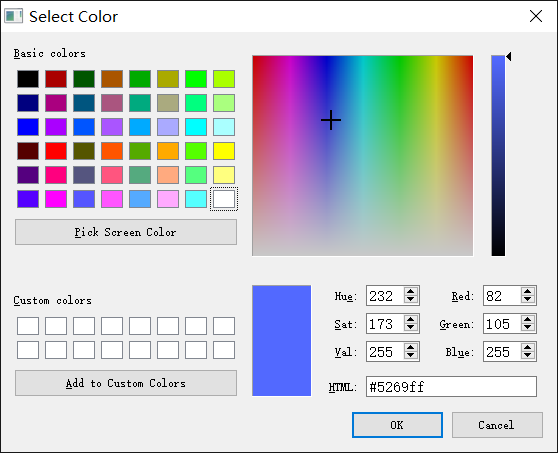 Select Color
Basic colors
Pick Screen Color
Custom colors
Add to Custom Colors
Hue: 232 Red: 82
Sat: 173 Green: 105
Val: 255 Blue: 255
HTML: #5269ff
OK Cancel